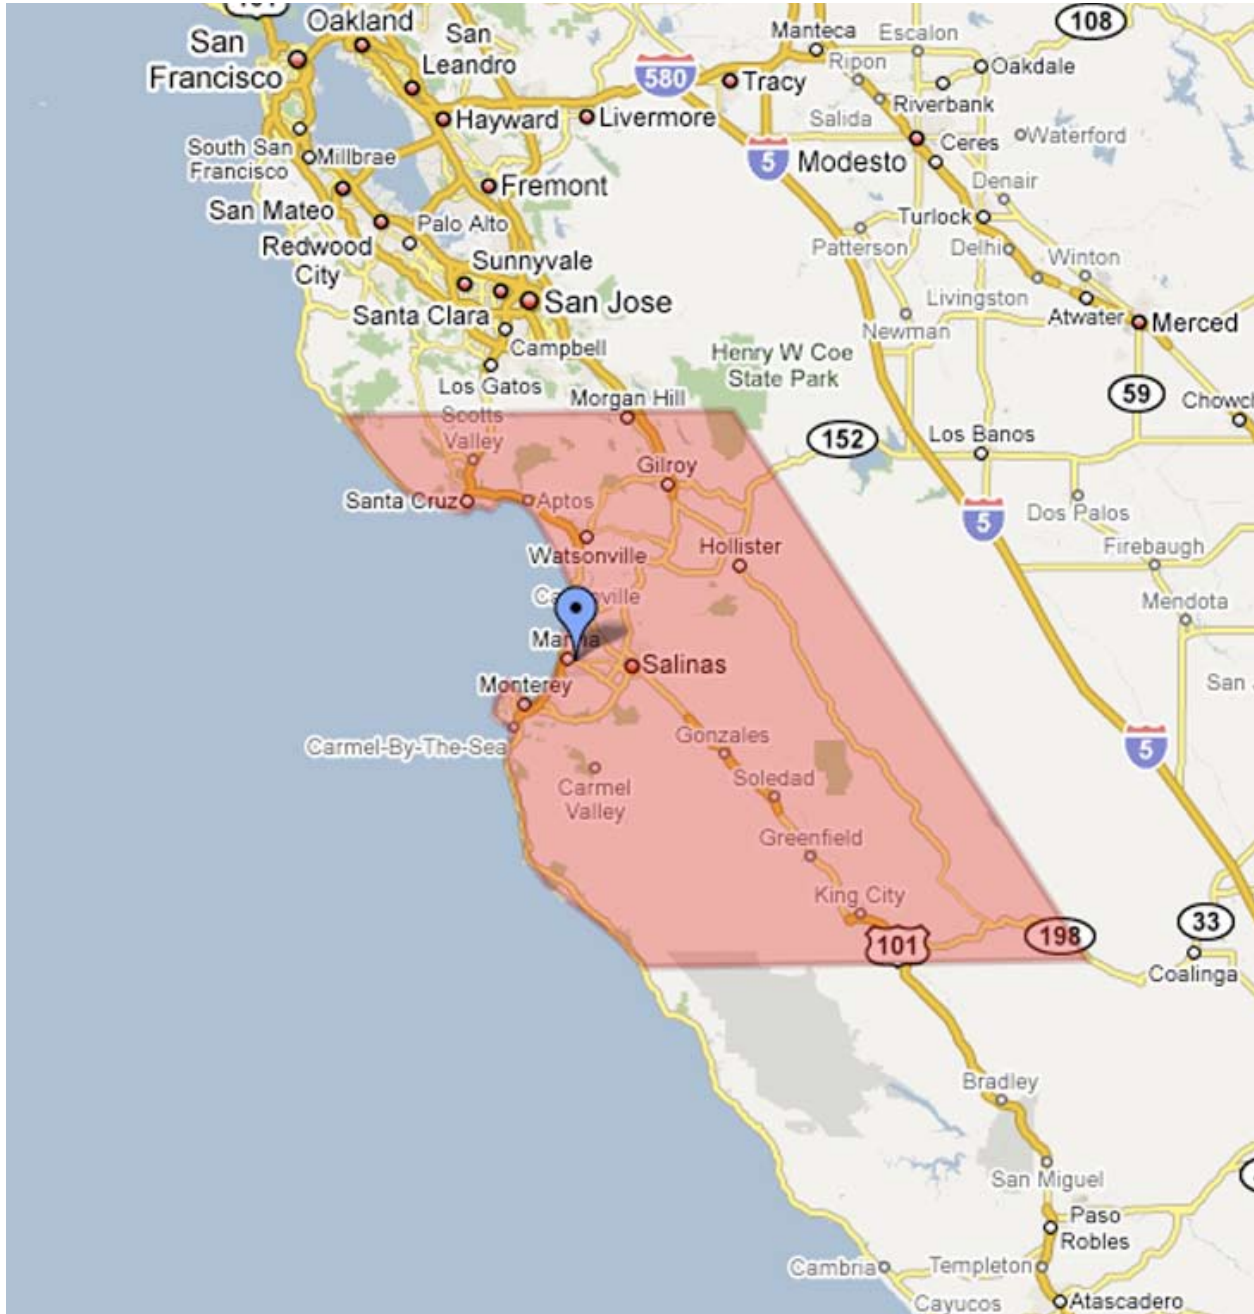 101
Oakland
San
Francisco
San
Leandro
580
Manteca
Escalon
108
Ripon
Oakdale
Tracy
Riverbank
Hayward
Livermore
Salida
Ceres
Waterford
South San
Francisco
Millbrae
5
Modesto
Fremont
Denair
San Mateo
Palo Alto
Turlock
Redwood
City
Patterson
Delhi
Winton
Sunnyvale
Livingston
San Jose
Santa Clara
Atwater
Merced
Newman
Campbell
Henry W Coe
State Park
Los Gatos
Morgan Hill
59
Chowc
Scotts
Valley
152
Los Banos
Gilroy
Santa Cruz
Aptos
5
Dos Palos
Watsonville
Hollister
Firebaugh
Mendota
Salinas
Monterey
San
Carmel-By-The-Sea
Gonzales
5
Carmel
Valley
Soledad
Greenfield
King City
33
101
198
Coalinga
Bradley
San Miguel
Paso
Robles
Cambria
Templeton
Cayucos
Atascadero